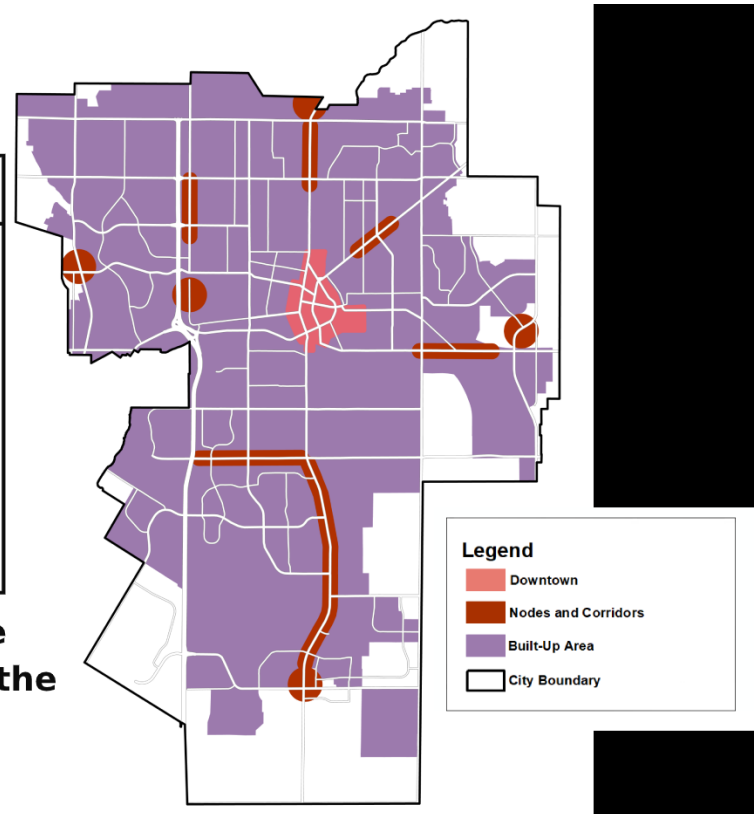 e
the
Legend
Downtown
Nodes and Corridors
Built-Up Area
City Boundary